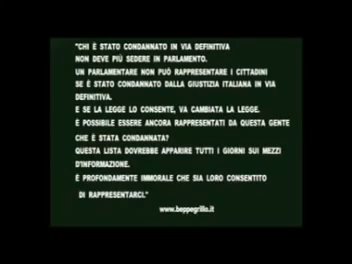 "CHI È STATO CONDANNATO IN VIA DEFINITIVA
NON DEVE PIÙ SEDERE IN PARLAMENTO.
UN PARLAMENTARE NON PUÒ RAPPRESENTARE I CITTADINI
SE È STATO CONDANNATO DALLA GIUSTIZIA ITALIANA IN VIA
DEFINITIVA.
E SE LA LEGGE LO CONSENTE, VA CAMBIATA LA LEGGE.
È POSSIBILE ESSERE ANCORA RAPPRESENTATI DA QUESTA GENTE
CHE È STATA CONDANNATA?
QUESTA LISTA DOVREBBE APPARIRE TUTTI I GIORNI SUI MEZZI
D'INFORMAZIONE.
È PROFONDAMENTE IMMORALE CHE SIA LORO CONSENTITO
DI RAPPRESENTARCI."
www.beppegrillo.it